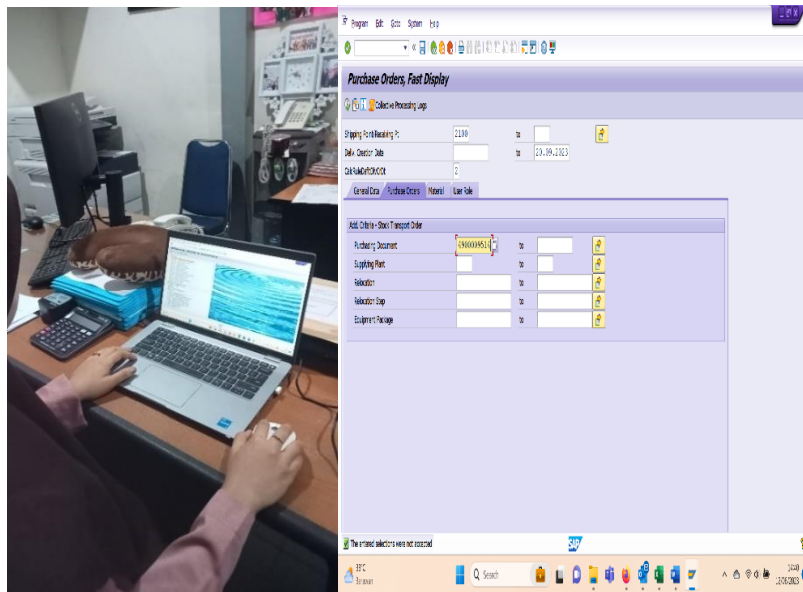 Program Edit Goto System Help
Purchase Orders, Fast Display
Collective Processing Logs
Shipping Point/Receiving Pt 2100 to
Deliv. Creation Date to 20.09.2023
CalcRuleDefltDlvCrDt 2
General Data Purchase Orders Material User Role
Add. Criteria - Stock Transport Order
Purchasing Document to
Supplying Plant to
Relocation to
Relocation Step to
Equipment Package to
The entered selections were not accepted
SAP
Berawan
Search